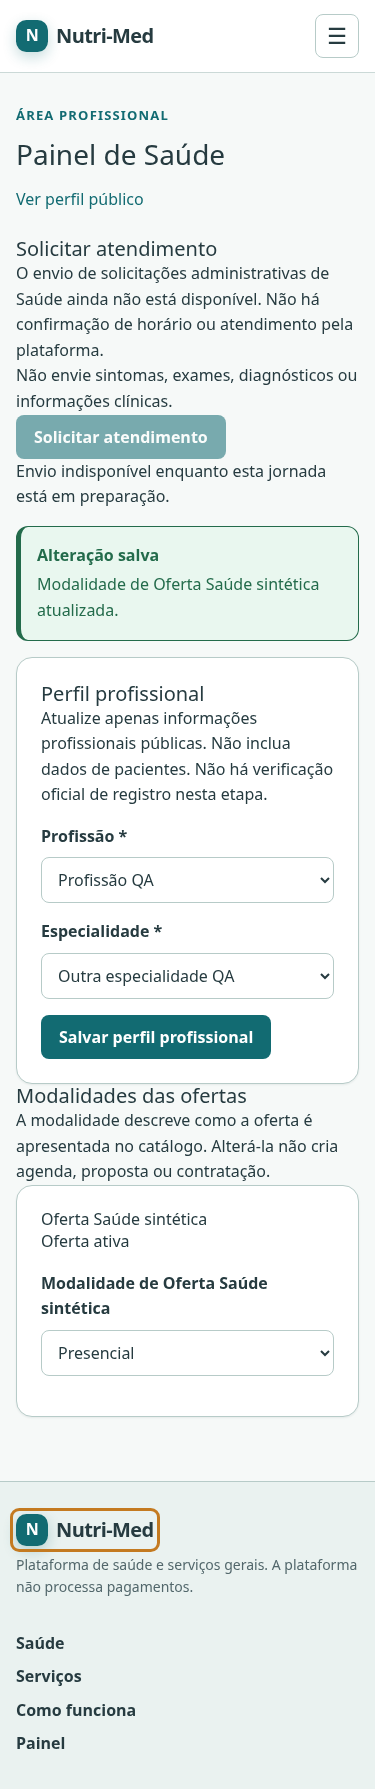 N Nutri-Med
☰
ÁREA PROFISSIONAL
Painel de Saúde
Ver perfil público
Solicitar atendimento
O envio de solicitações administrativas de
Saúde ainda não está disponível. Não há
confirmação de horário ou atendimento pela
plataforma.
Não envie sintomas, exames, diagnósticos ou
informações clínicas.
Solicitar atendimento
Envio indisponível enquanto esta jornada
está em preparação.
Alteração salva
Modalidade de Oferta Saúde sintética
atualizada.
Perfil profissional
Atualize apenas informações
profissionais públicas. Não inclua
dados de pacientes. Não há verificação
oficial de registro nesta etapa.
Profissão *
Profissão QA
Especialidade *
Outra especialidade QA
Salvar perfil profissional
Modalidades das ofertas
A modalidade descreve como a oferta é
apresentada no catálogo. Alterá-la não cria
agenda, proposta ou contratação.
Oferta Saúde sintética
Oferta ativa
Modalidade de Oferta Saúde
sintética
Presencial
N Nutri-Med
Plataforma de saúde e serviços gerais. A plataforma
não processa pagamentos.
Saúde
Serviços
Como funciona
Painel